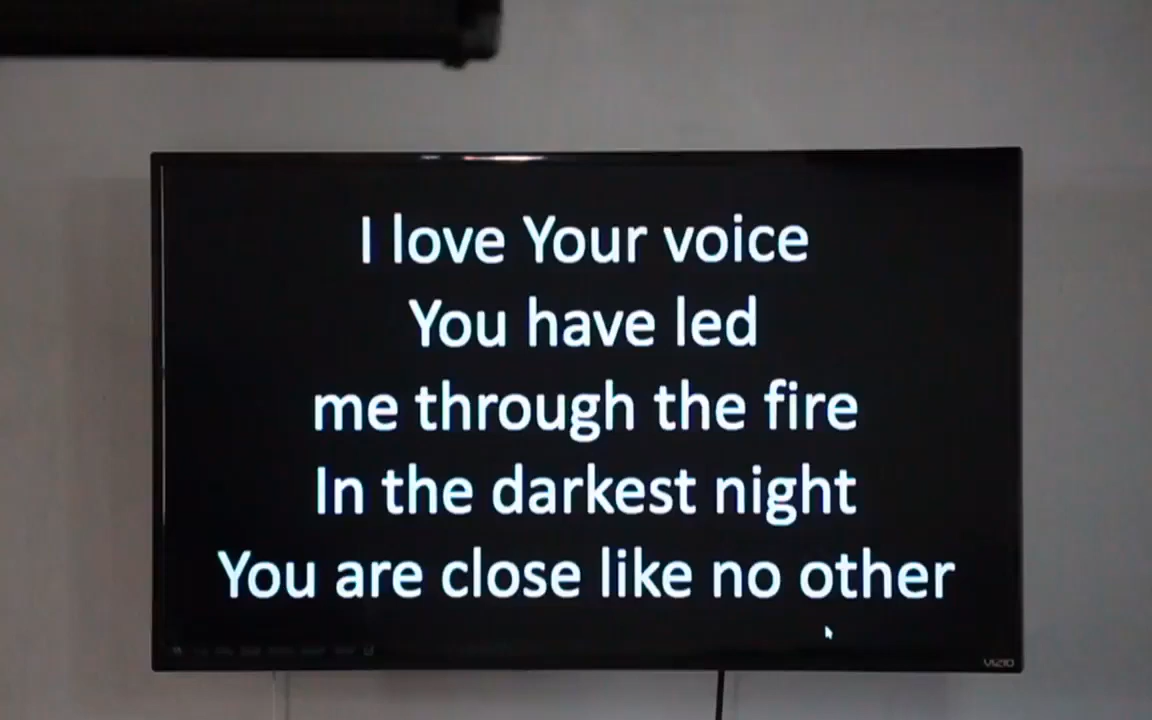 I love Your voice
You have led
me through the fire
In the darkest night
You are close like no other
VIZIO